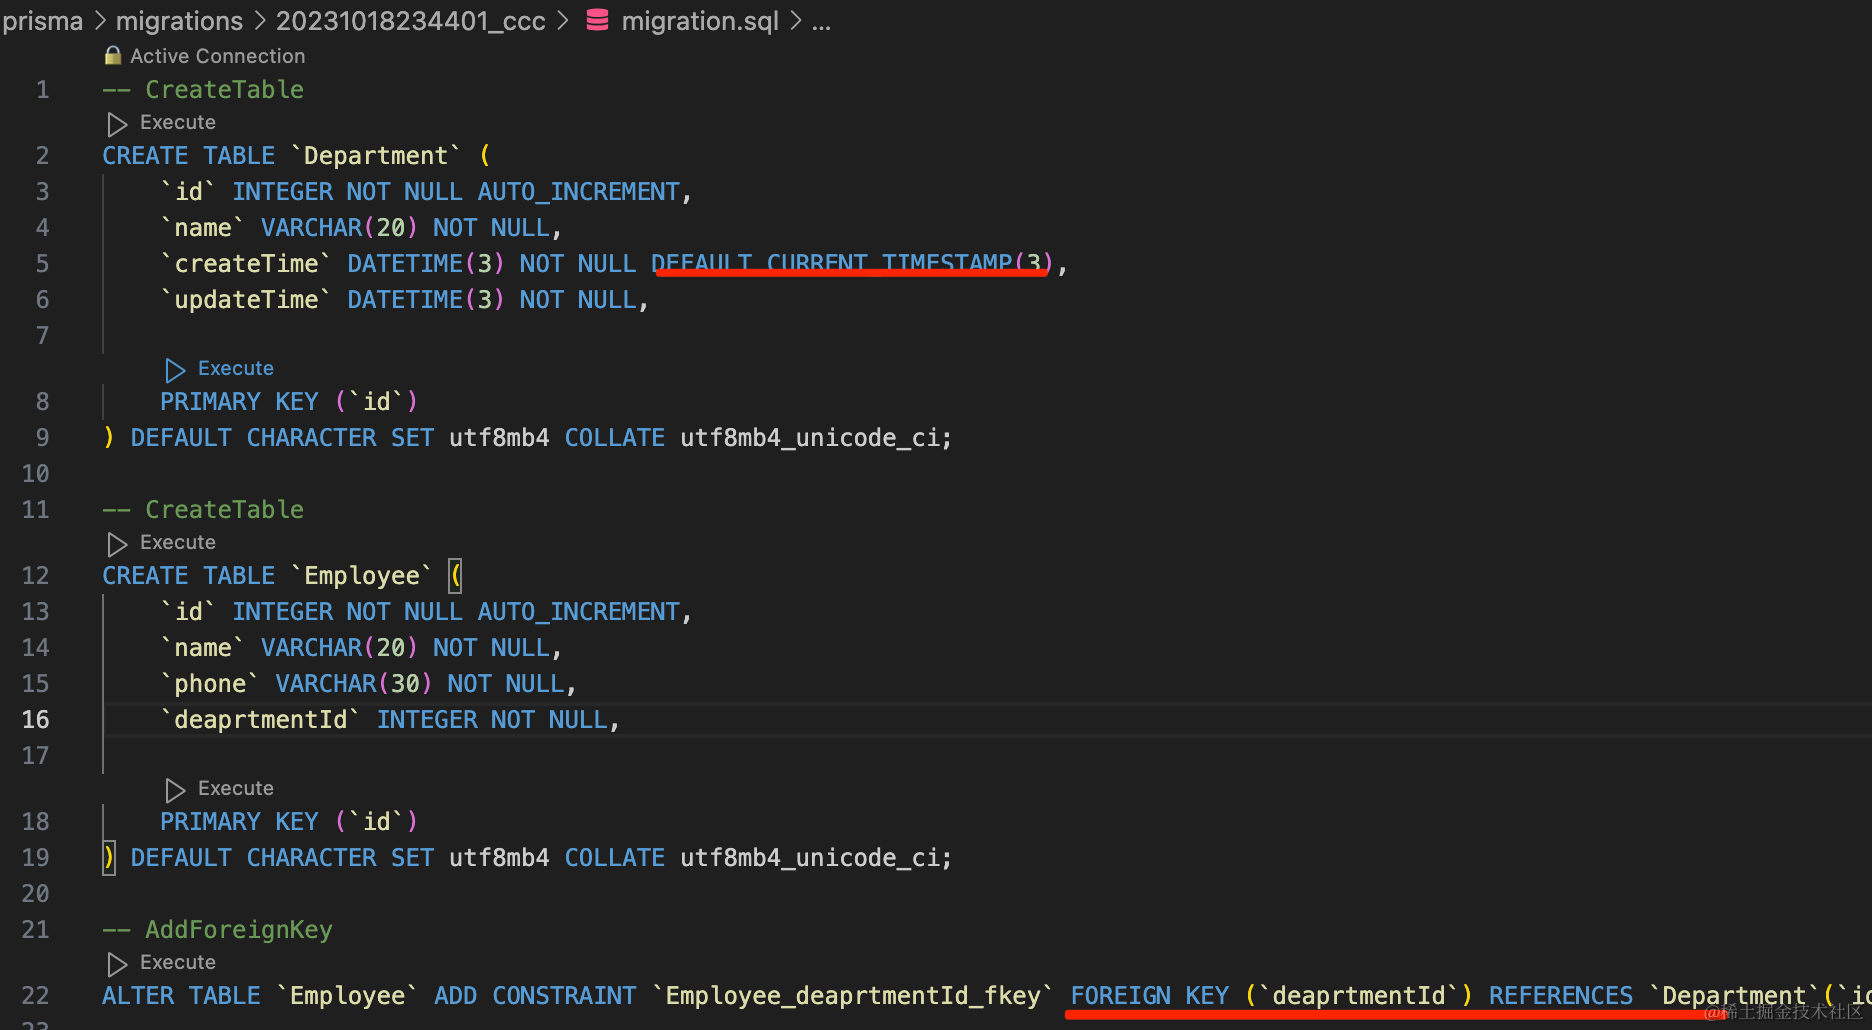 prisma > migrations > 20231018234401_ccc > migration.sql > ...
Active Connection
1 -- CreateTable
Execute
2 CREATE TABLE `Department` (
3 `id` INTEGER NOT NULL AUTO_INCREMENT,
4 `name` VARCHAR(20) NOT NULL,
5 `createTime` DATETIME(3) NOT NULL DEFAULT CURRENT_TIMESTAMP(3),
6 `updateTime` DATETIME(3) NOT NULL,
7
Execute
8 PRIMARY KEY (`id`)
9 ) DEFAULT CHARACTER SET utf8mb4 COLLATE utf8mb4_unicode_ci;
10
11 -- CreateTable
Execute
12 CREATE TABLE `Employee` (
13 `id` INTEGER NOT NULL AUTO_INCREMENT,
14 `name` VARCHAR(20) NOT NULL,
15 `phone` VARCHAR(30) NOT NULL,
16 `deaprtmentId` INTEGER NOT NULL,
17
Execute
18 PRIMARY KEY (`id`)
19 ) DEFAULT CHARACTER SET utf8mb4 COLLATE utf8mb4_unicode_ci;
20
21 -- AddForeignKey
Execute
22 ALTER TABLE `Employee` ADD CONSTRAINT `Employee_deaprtmentId_fkey` FOREIGN KEY (`deaprtmentId`) REFERENCES `Department`(`id
@稀土掘金技术社区
23